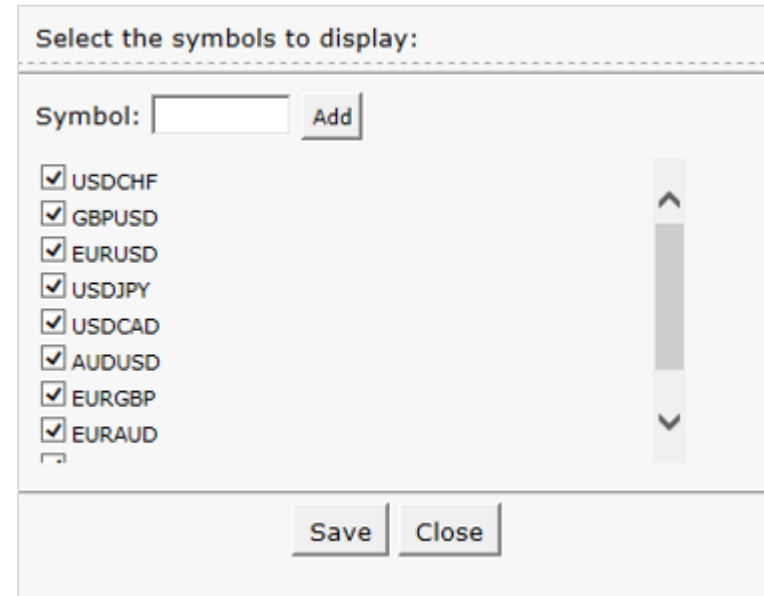 Select the symbols to display:
Symbol: Add
USDCHF
GBPUSD
EURUSD
USDJPY
USDCAD
AUDUSD
EURGBP
EURAUD
Save Close